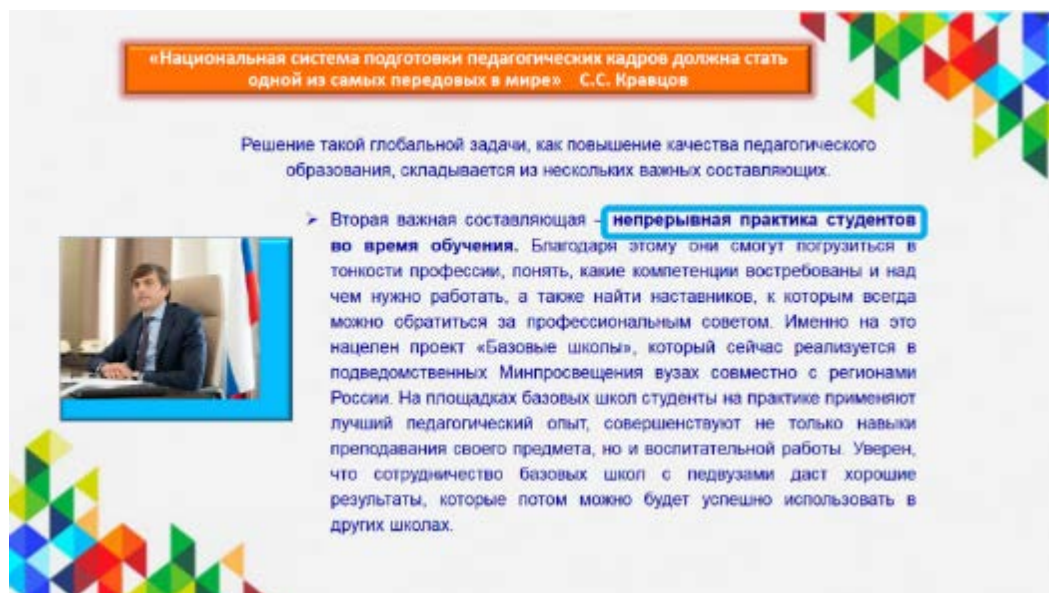 «Национальная система подготовки педагогических кадров должна стать
одной из самых передовых в мире» С.С. Кравцов
Решение такой глобальной задачи, как повышение качества педагогического
образования, складывается из нескольких важных составляющих.
➢ Вторая важная составляющая – непрерывная практика студентов
во время обучения. Благодаря этому они смогут погрузиться в
тонкости профессии, понять, какие компетенции востребованы и над
чем нужно работать, а также найти наставников, к которым всегда
можно обратиться за профессиональным советом. Именно на это
нацелен проект «Базовые школы», который сейчас реализуется в
подведомственных Минпросвещения вузах совместно с регионами
России. На площадках базовых школ студенты на практике применяют
лучший педагогический опыт, совершенствуют не только навыки
преподавания своего предмета, но и воспитательной работы. Уверен,
что сотрудничество базовых школ с педвузами даст хорошие
результаты, которые потом можно будет успешно использовать в
других школах.